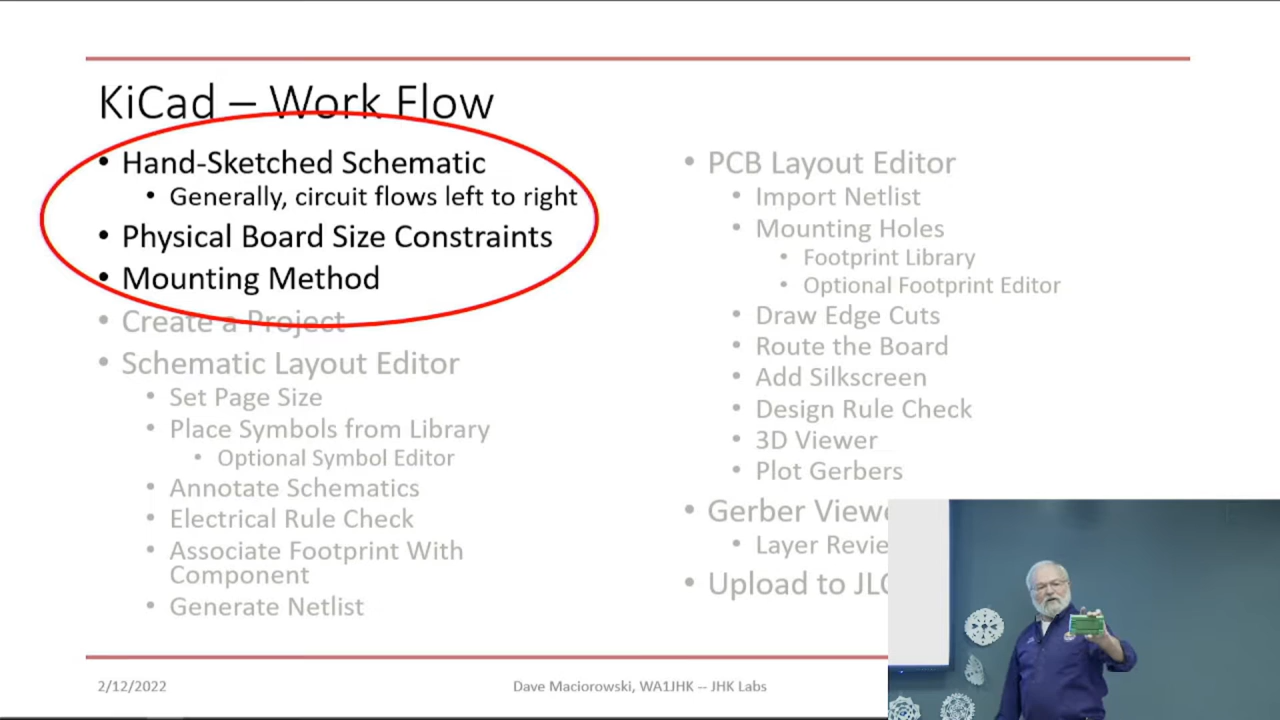 KiCad – Work Flow
• Hand-Sketched Schematic
• Generally, circuit flows left to right
• Physical Board Size Constraints
• Mounting Method
• Create a Project
• Schematic Layout Editor
• Set Page Size
• Place Symbols from Library
• Optional Symbol Editor
• Annotate Schematics
• Electrical Rule Check
• Associate Footprint With
Component
• Generate Netlist
• PCB Layout Editor
• Import Netlist
• Mounting Holes
• Footprint Library
• Optional Footprint Editor
• Draw Edge Cuts
• Route the Board
• Add Silkscreen
• Design Rule Check
• 3D Viewer
• Plot Gerbers
• Gerber
• Layer
• Upload to
2/12/2022
Dave Maciorowski, WA1JHK -- JHK Labs